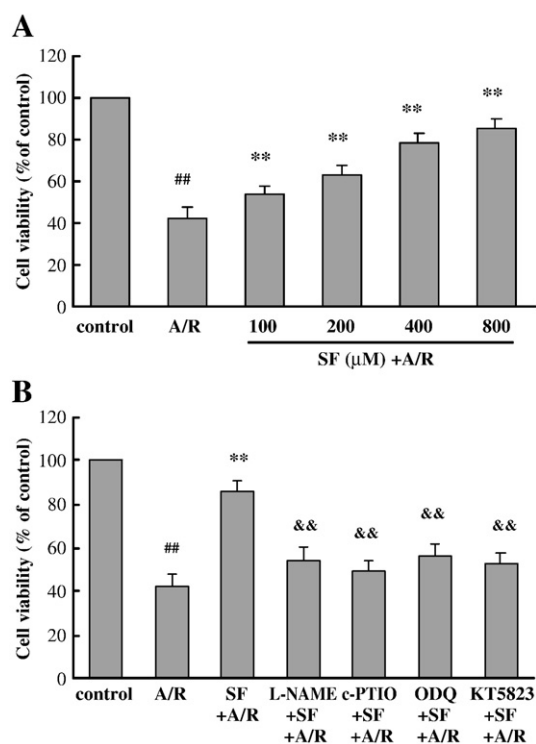 A
Cell viability (% of control)
120
100
80
60
40
20
0
##
**
**
**
**
control A/R 100 200 400 800
SF (μM) +A/R
B
Cell viability (% of control)
120
100
80
60
40
20
0
##
**
&&
&&
&&
&&
control A/R SF L-NAME c-PTIO ODQ KT5823
+A/R +SF +SF +SF +SF
+A/R +A/R +A/R +A/R